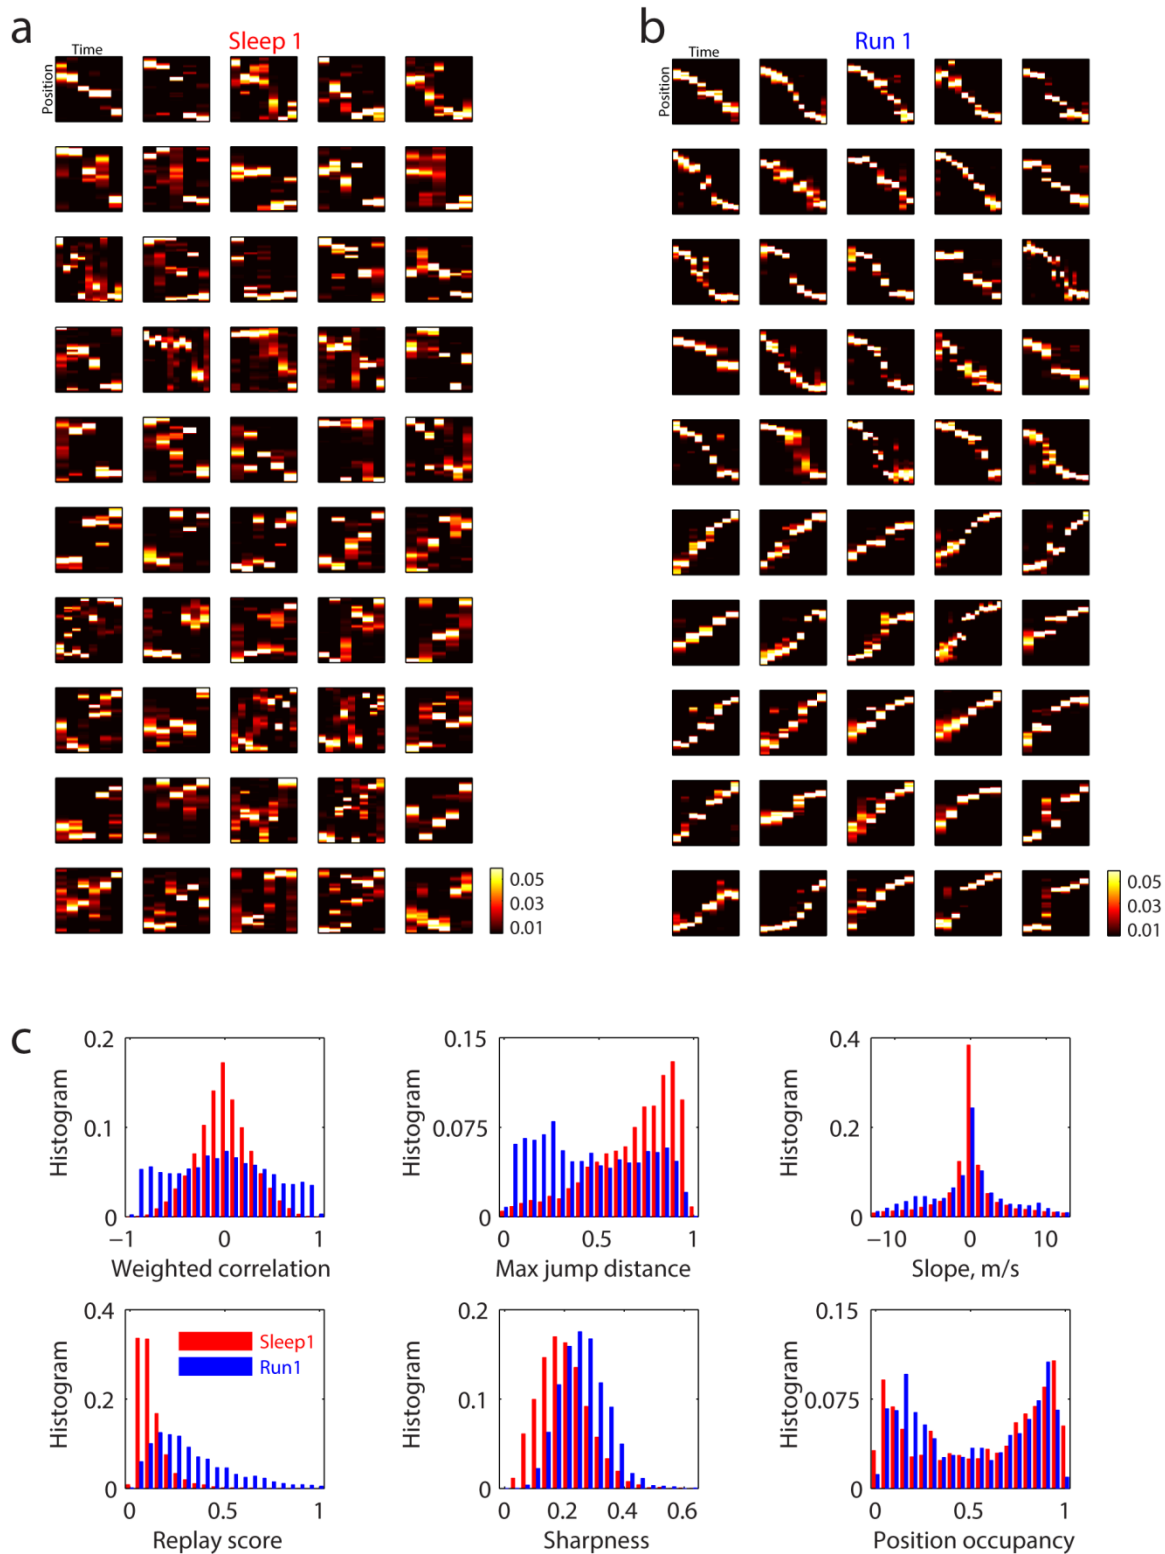 a
Sleep 1
Time
Position
0.05
0.03
0.01
b
Run 1
Time
Position
0.05
0.03
0.01
c
0.2
0.1
0
Histogram
−1
0
1
Weighted correlation
0.15
0.075
0
Histogram
0
0.5
1
Max jump distance
0.4
0.2
0
Histogram
−10
0
10
Slope, m/s
0.4
0.2
0
Histogram
Sleep1
Run1
0
0.5
1
Replay score
0.2
0.1
0
Histogram
0
0.2
0.4
0.6
Sharpness
0.15
0.075
0
Histogram
0
0.5
1
Position occupancy